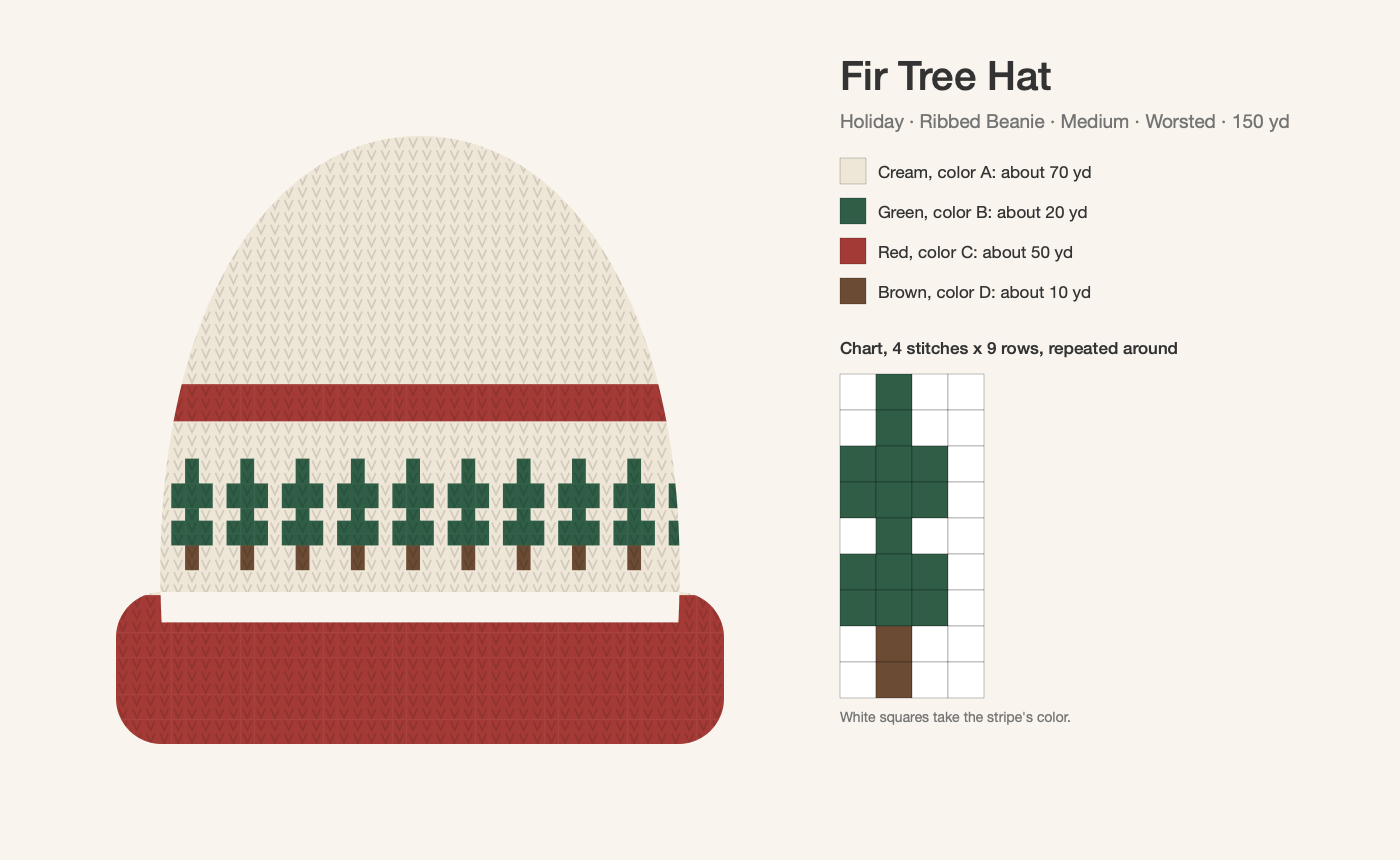 Fir Tree Hat
Holiday · Ribbed Beanie · Medium · Worsted · 150 yd
Cream, color A: about 70 yd
Green, color B: about 20 yd
Red, color C: about 50 yd
Brown, color D: about 10 yd
Chart, 4 stitches x 9 rows, repeated around
White squares take the stripe's color.